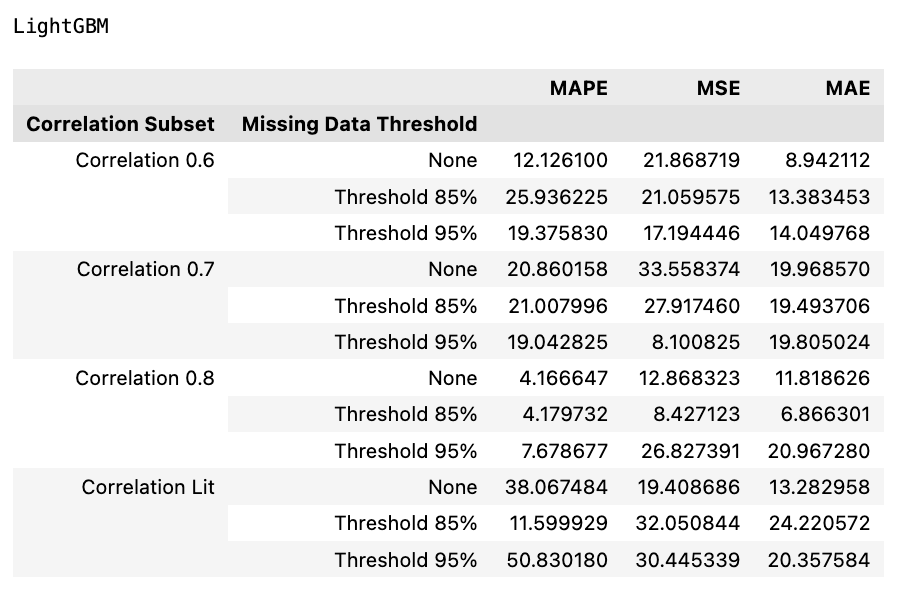 LightGBM
MAPE MSE MAE
Correlation Subset Missing Data Threshold
Correlation 0.6 None 12.126100 21.868719 8.942112
Threshold 85% 25.936225 21.059575 13.383453
Threshold 95% 19.375830 17.194446 14.049768
Correlation 0.7 None 20.860158 33.558374 19.968570
Threshold 85% 21.007996 27.917460 19.493706
Threshold 95% 19.042825 8.100825 19.805024
Correlation 0.8 None 4.166647 12.868323 11.818626
Threshold 85% 4.179732 8.427123 6.866301
Threshold 95% 7.678677 26.827391 20.967280
Correlation Lit None 38.067484 19.408686 13.282958
Threshold 85% 11.599929 32.050844 24.220572
Threshold 95% 50.830180 30.445339 20.357584